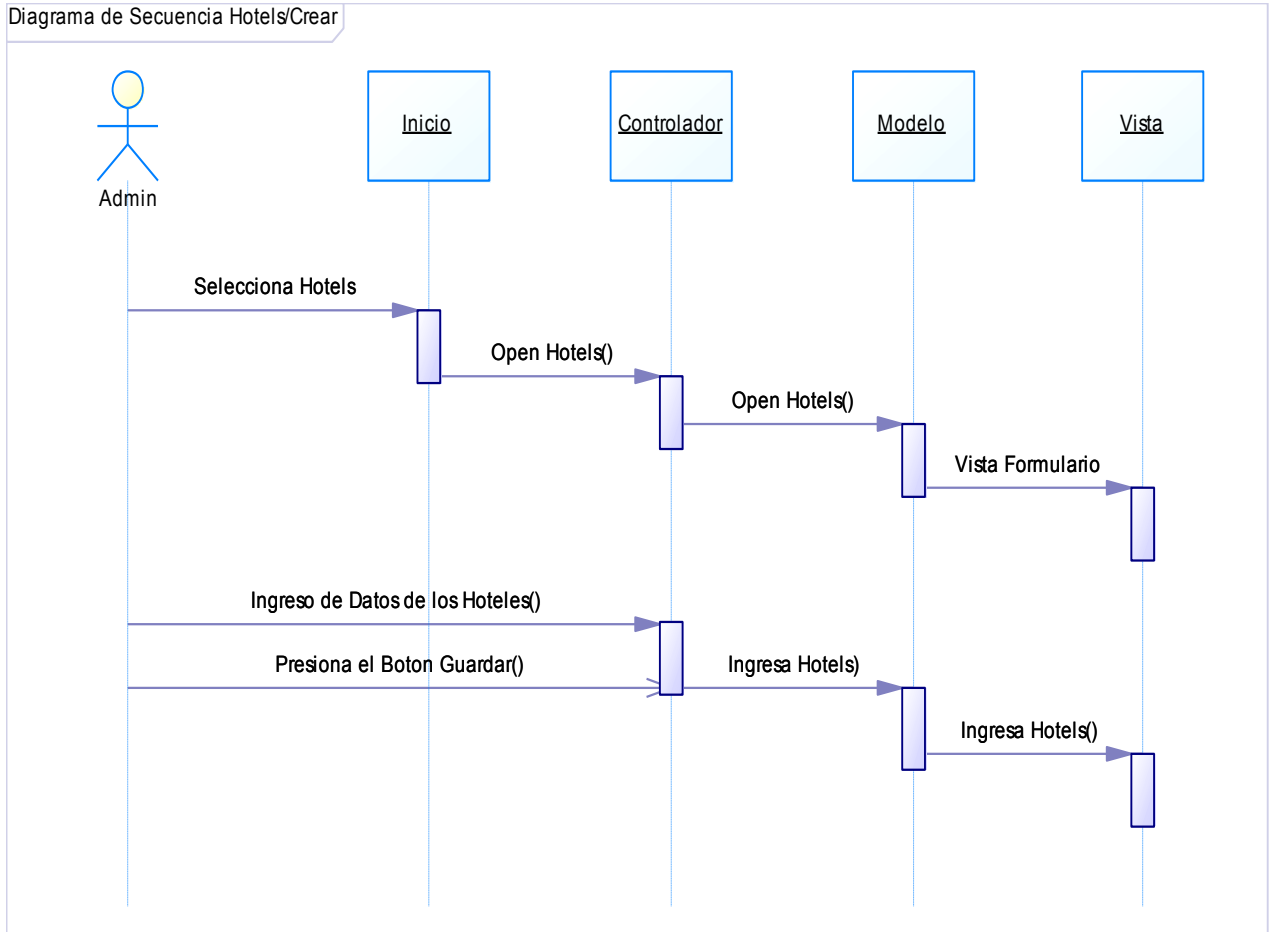 Diagrama de Secuencia Hotels/Crear
Inicio
Controlador
Modelo
Vista
Admin
Selecciona Hotels
Open Hotels()
Open Hotels()
Vista Formulario
Ingreso de Datos de los Hoteles()
Presiona el Boton Guardar()
Ingresa Hotels)
Ingresa Hotels()